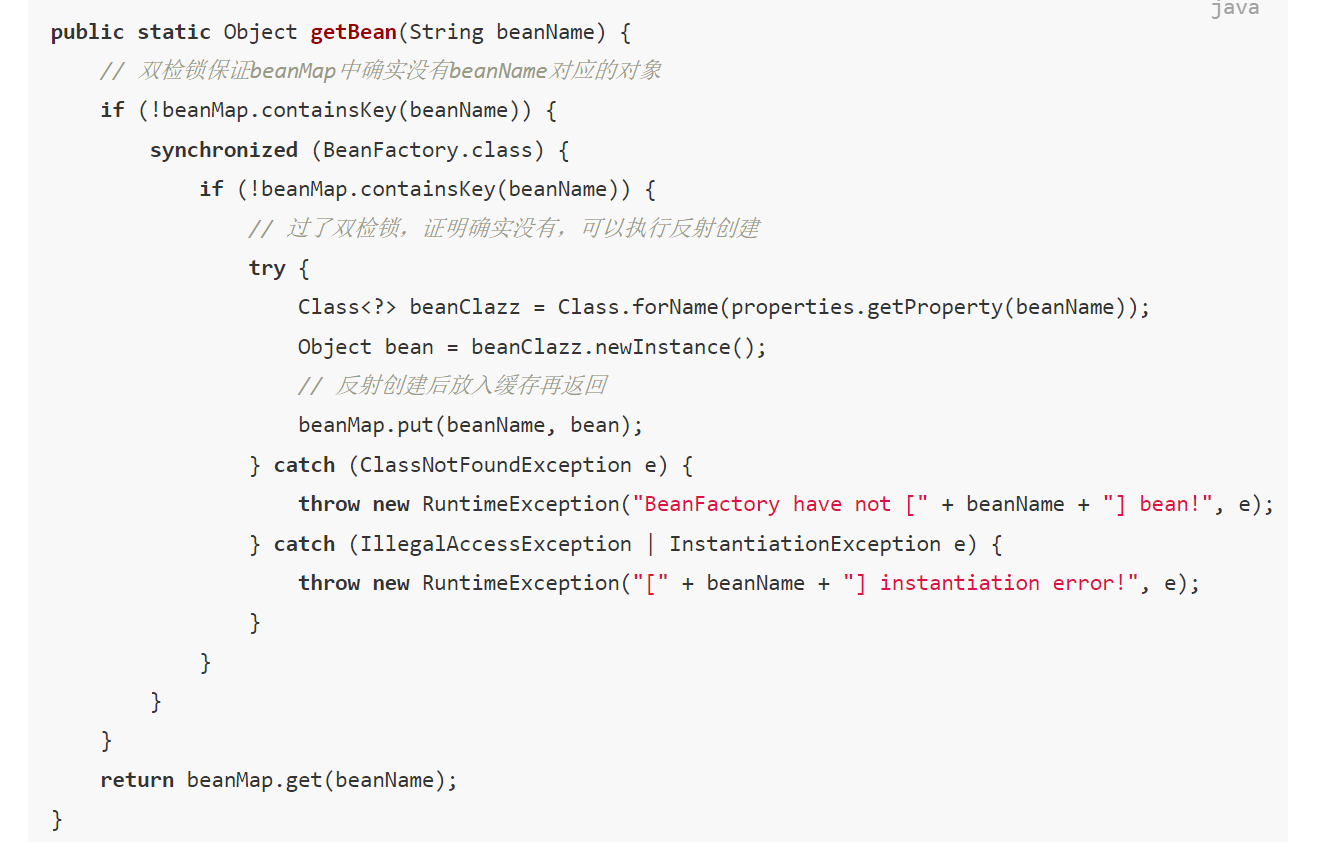 java
public static Object getBean(String beanName) {
    // 双检锁保证beanMap中确实没有beanName对应的对象
    if (!beanMap.containsKey(beanName)) {
        synchronized (BeanFactory.class) {
            if (!beanMap.containsKey(beanName)) {
                // 过了双检锁，证明确实没有，可以执行反射创建
                try {
                    Class<?> beanClazz = Class.forName(properties.getProperty(beanName));
                    Object bean = beanClazz.newInstance();
                    // 反射创建后放入缓存再返回
                    beanMap.put(beanName, bean);
                } catch (ClassNotFoundException e) {
                    throw new RuntimeException("BeanFactory have not [" + beanName + "] bean!", e);
                } catch (IllegalAccessException | InstantiationException e) {
                    throw new RuntimeException("[" + beanName + "] instantiation error!", e);
                }
            }
        }
    }
    return beanMap.get(beanName);
}